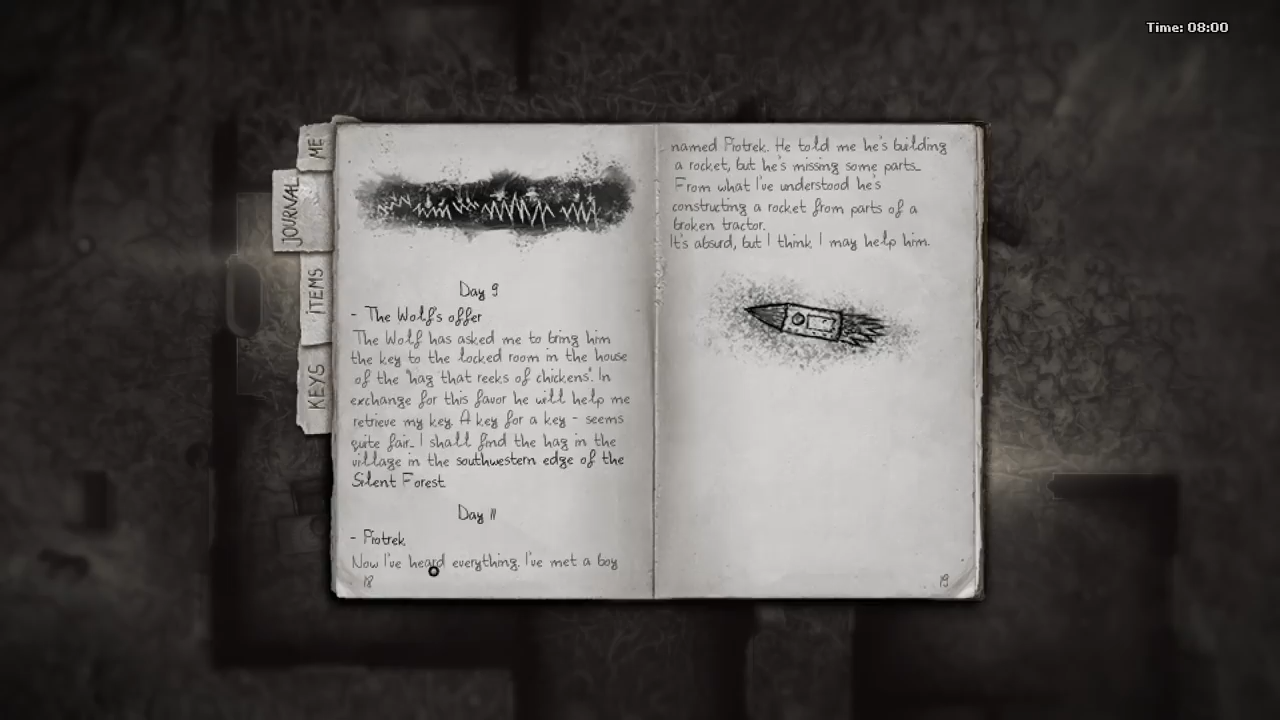 Time: 08:00
ME
JOURNAL
ITEMS
KEYS
Day 9
- The Wolf's offer
The Wolf has asked me to bring him
the key to the locked room in the house
of the "hag that reeks of chickens". In
exchange for this favor he will help me
retrieve my key. A key for a key - seems
quite fair... I shall find the hag in the
village in the southwestern edge of the
Silent Forest.
Day 11
- Piotrek
Now I've heard everything. I've met a boy
18
named Piotrek. He told me he's building
a rocket, but he's missing some parts...
From what I've understood he's
constructing a rocket from parts of a
broken tractor.
It's absurd, but I think I may help him.
19